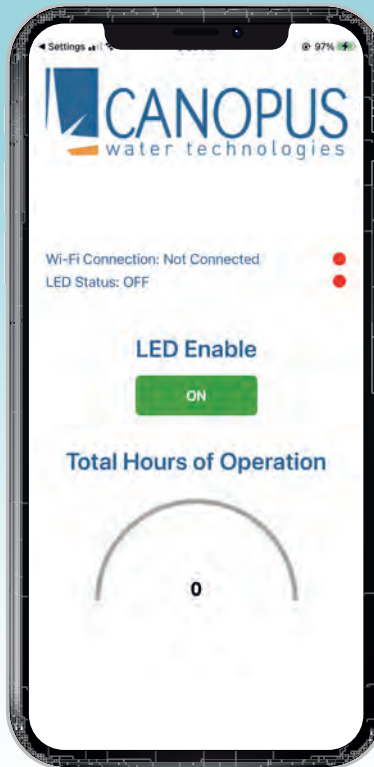 ◀ Settings
97%
CANOPUS
water technologies
Wi-Fi Connection: Not Connected
LED Status: OFF
LED Enable
ON
Total Hours of Operation
0